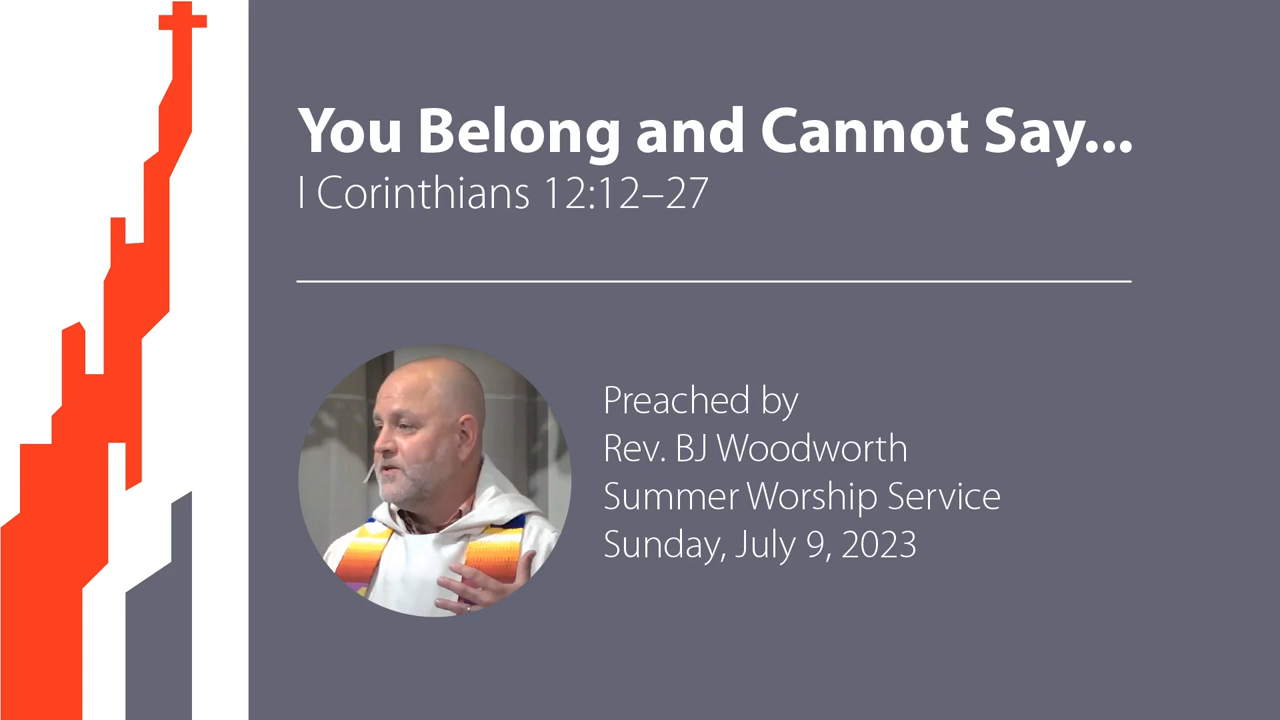 You Belong and Cannot Say...
I Corinthians 12:12–27
Preached by
Rev. BJ Woodworth
Summer Worship Service
Sunday, July 9, 2023